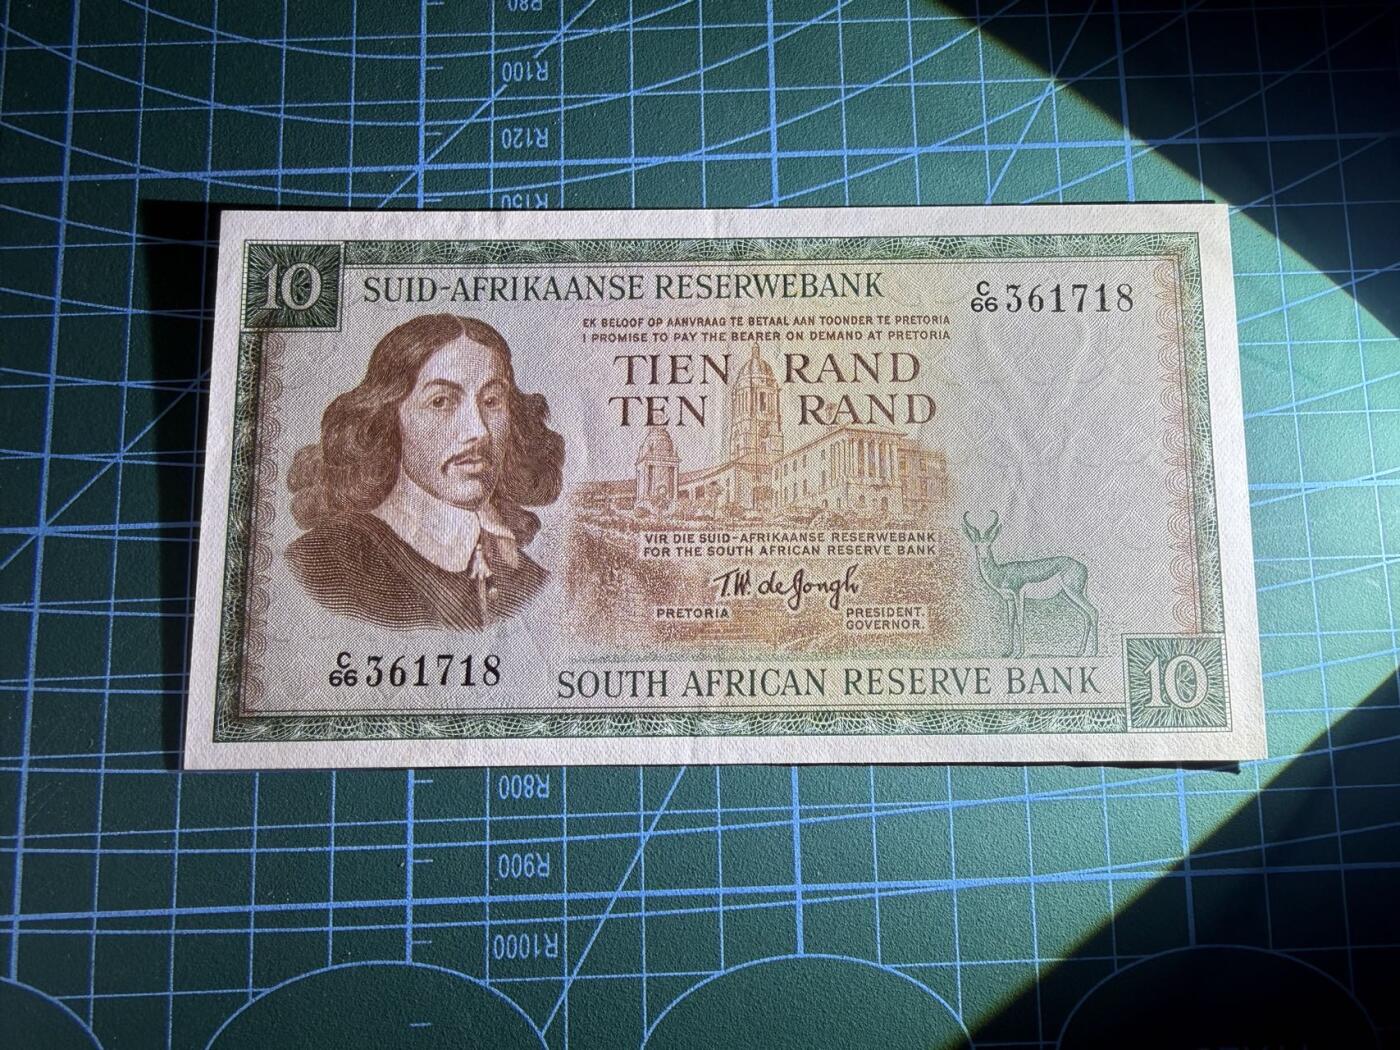 R80
R100
R120
R150
10
SUID-AFRIKAANSE RESERWEBANK
C/66 361718
EK BELOOF OP AANVRAAG TE BETAAL AAN TOONDER TE PRETORIA
I PROMISE TO PAY THE BEARER ON DEMAND AT PRETORIA
TIEN RAND
TEN RAND
VIR DIE SUID-AFRIKAANSE RESERWEBANK
FOR THE SOUTH AFRICAN RESERVE BANK
T.W. de Jongh
PRETORIA
PRESIDENT.
GOVERNOR.
C/66 361718
SOUTH AFRICAN RESERVE BANK
10
R800
R900
R1000